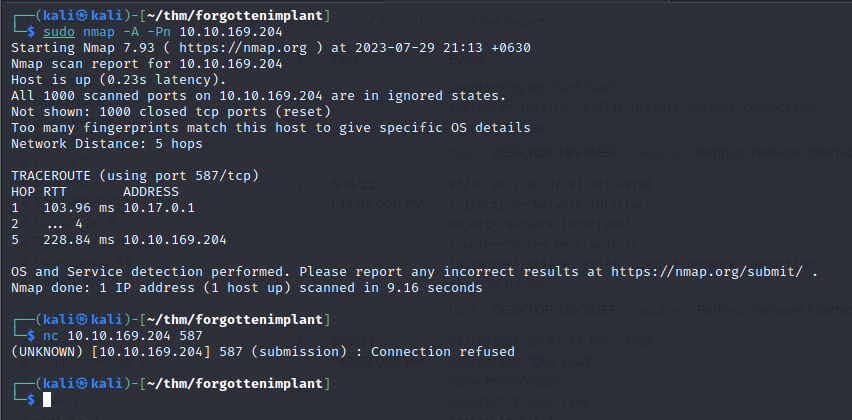 ┌──(kali㉿kali)-[~/thm/forgottenimplant]
└─$ sudo nmap -A -Pn 10.10.169.204
Starting Nmap 7.93 ( https://nmap.org ) at 2023-07-29 21:13 +0630
Nmap scan report for 10.10.169.204
Host is up (0.23s latency).
All 1000 scanned ports on 10.10.169.204 are in ignored states.
Not shown: 1000 closed tcp ports (reset)
Too many fingerprints match this host to give specific OS details
Network Distance: 5 hops
TRACEROUTE (using port 587/tcp)
HOP RTT       ADDRESS
1   103.96 ms 10.17.0.1
2   ... 4
5   228.84 ms 10.10.169.204
OS and Service detection performed. Please report any incorrect results at https://nmap.org/submit/ .
Nmap done: 1 IP address (1 host up) scanned in 9.16 seconds
┌──(kali㉿kali)-[~/thm/forgottenimplant]
└─$ nc 10.10.169.204 587
(UNKNOWN) [10.10.169.204] 587 (submission) : Connection refused
┌──(kali㉿kali)-[~/thm/forgottenimplant]
└─$